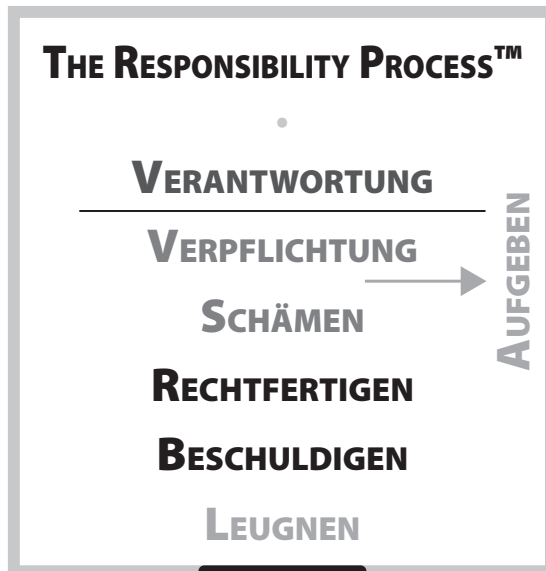 THE RESPONSIBILITY PROCESS™
VERANTWORTUNG
VERPFLICHTUNG
SCHÄMEN
RECHTFERTIGEN
BESCHULDIGEN
LEUGNEN
AUFGEBEN